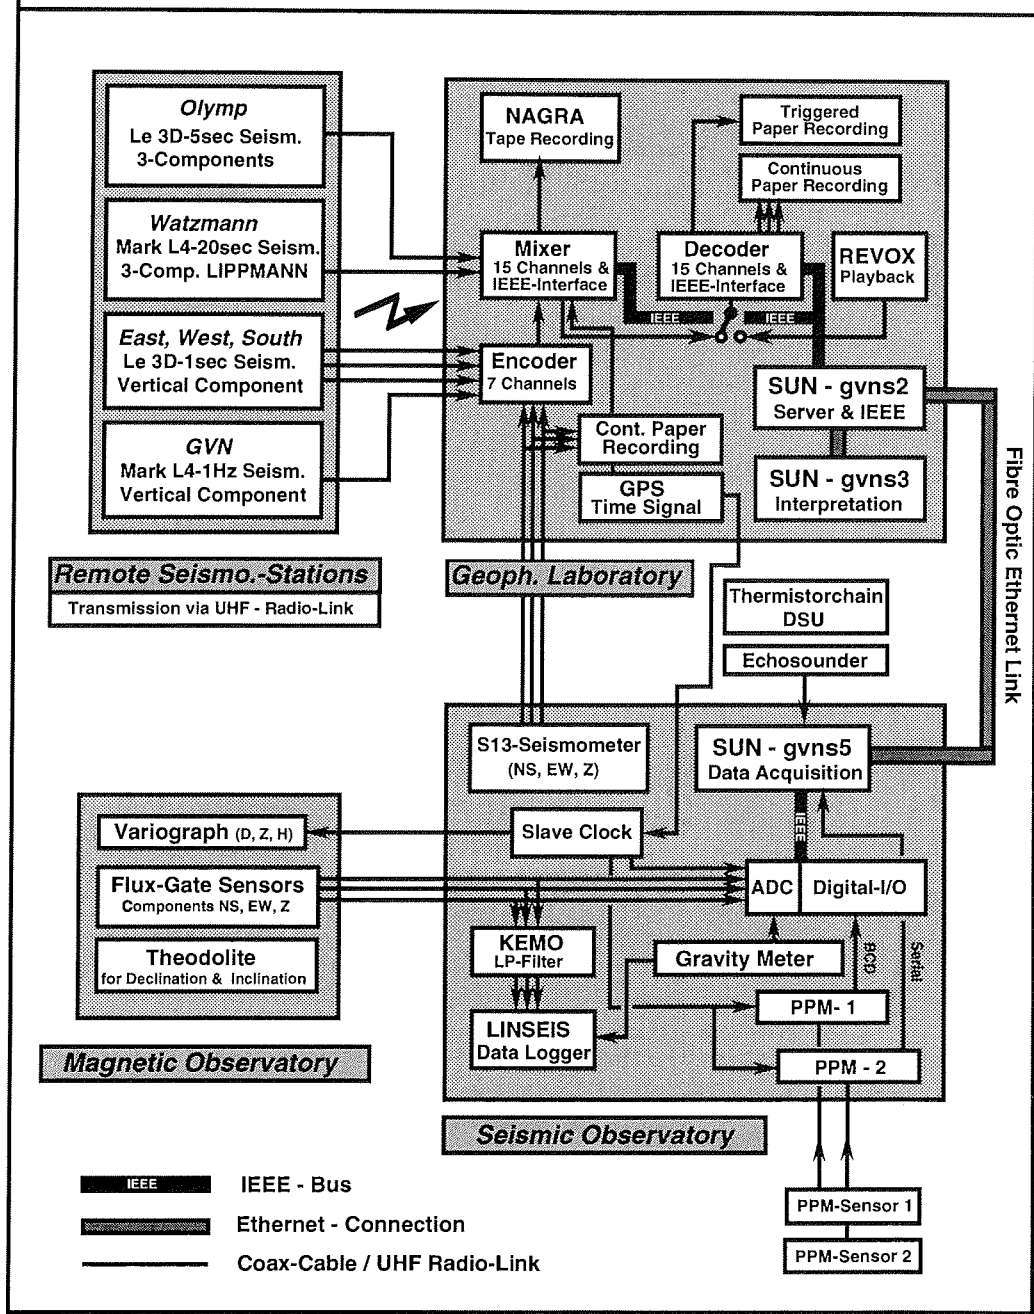 Olymp
Le 3D-5sec Seism.
3-Components
Watzmann
Mark L4-20sec Seism.
3-Comp. LIPPMANN
East, West, South
Le 3D-1sec Seism.
Vertical Component
GVN
Mark L4-1Hz Seism.
Vertical Component
Remote Seismo.-Stations
Transmission via UHF - Radio-Link
NAGRA
Tape Recording
Triggered
Paper Recording
Continuous
Paper Recording
Mixer
15 Channels &
IEEE-Interface
Decoder
15 Channels &
IEEE-Interface
REVOX
Playback
IEEE
IEEE
Encoder
7 Channels
SUN - gvns2
Server & IEEE
Cont. Paper
Recording
SUN - gvns3
Interpretation
GPS
Time Signal
Geoph. Laboratory
Fibre Optic Ethernet Link
Thermistorchain
DSU
Echosounder
S13-Seismometer
(NS, EW, Z)
SUN - gvns5
Data Acquisition
IEEE
Slave Clock
Variograph (D, Z, H)
Flux-Gate Sensors
Components NS, EW, Z
Theodolite
for Declination & Inclination
Magnetic Observatory
ADC
Digital-I/O
KEMO
LP-Filter
Gravity Meter
BCD
Serial
LINSEIS
Data Logger
PPM- 1
PPM - 2
Seismic Observatory
PPM-Sensor 1
PPM-Sensor 2
IEEE
IEEE - Bus
Ethernet - Connection
Coax-Cable / UHF Radio-Link